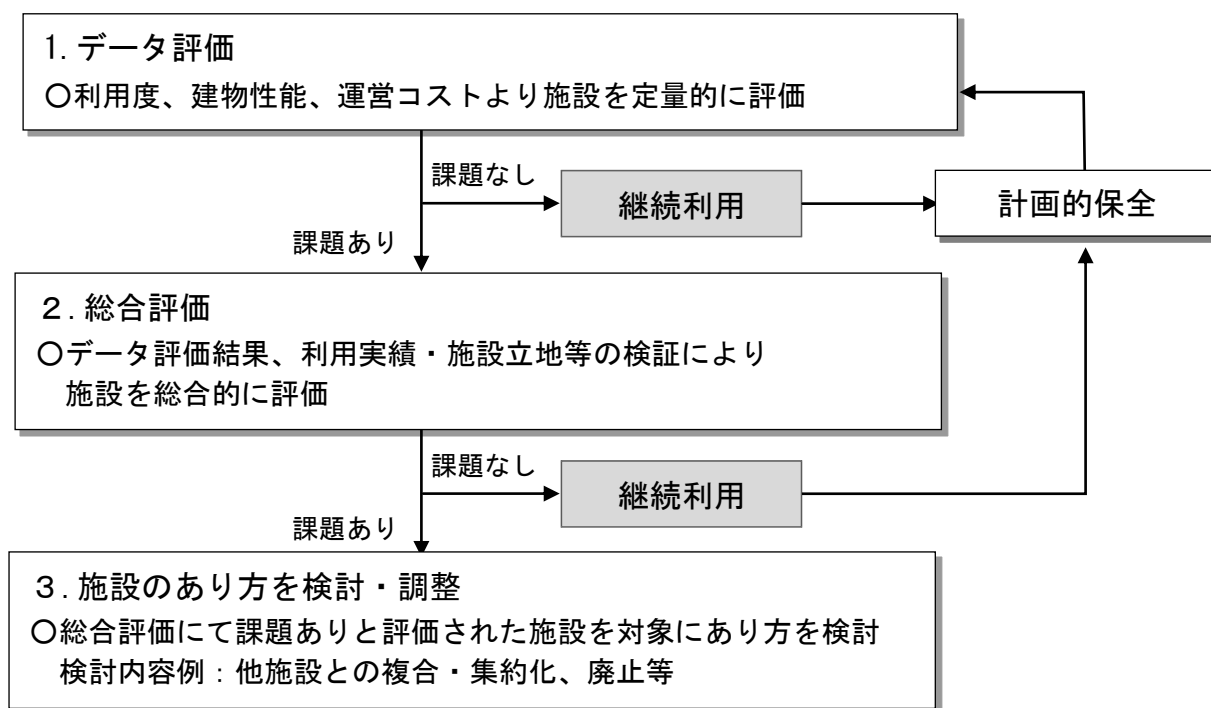 1. データ評価
〇利用度、建物性能、運営コストより施設を定量的に評価
課題なし
継続利用
計画的保全
課題あり
２. 総合評価
〇データ評価結果、利用実績・施設立地等の検証により
施設を総合的に評価
課題なし
継続利用
課題あり
３. 施設のあり方を検討・調整
〇総合評価にて課題ありと評価された施設を対象にあり方を検討
検討内容例：他施設との複合・集約化、廃止等